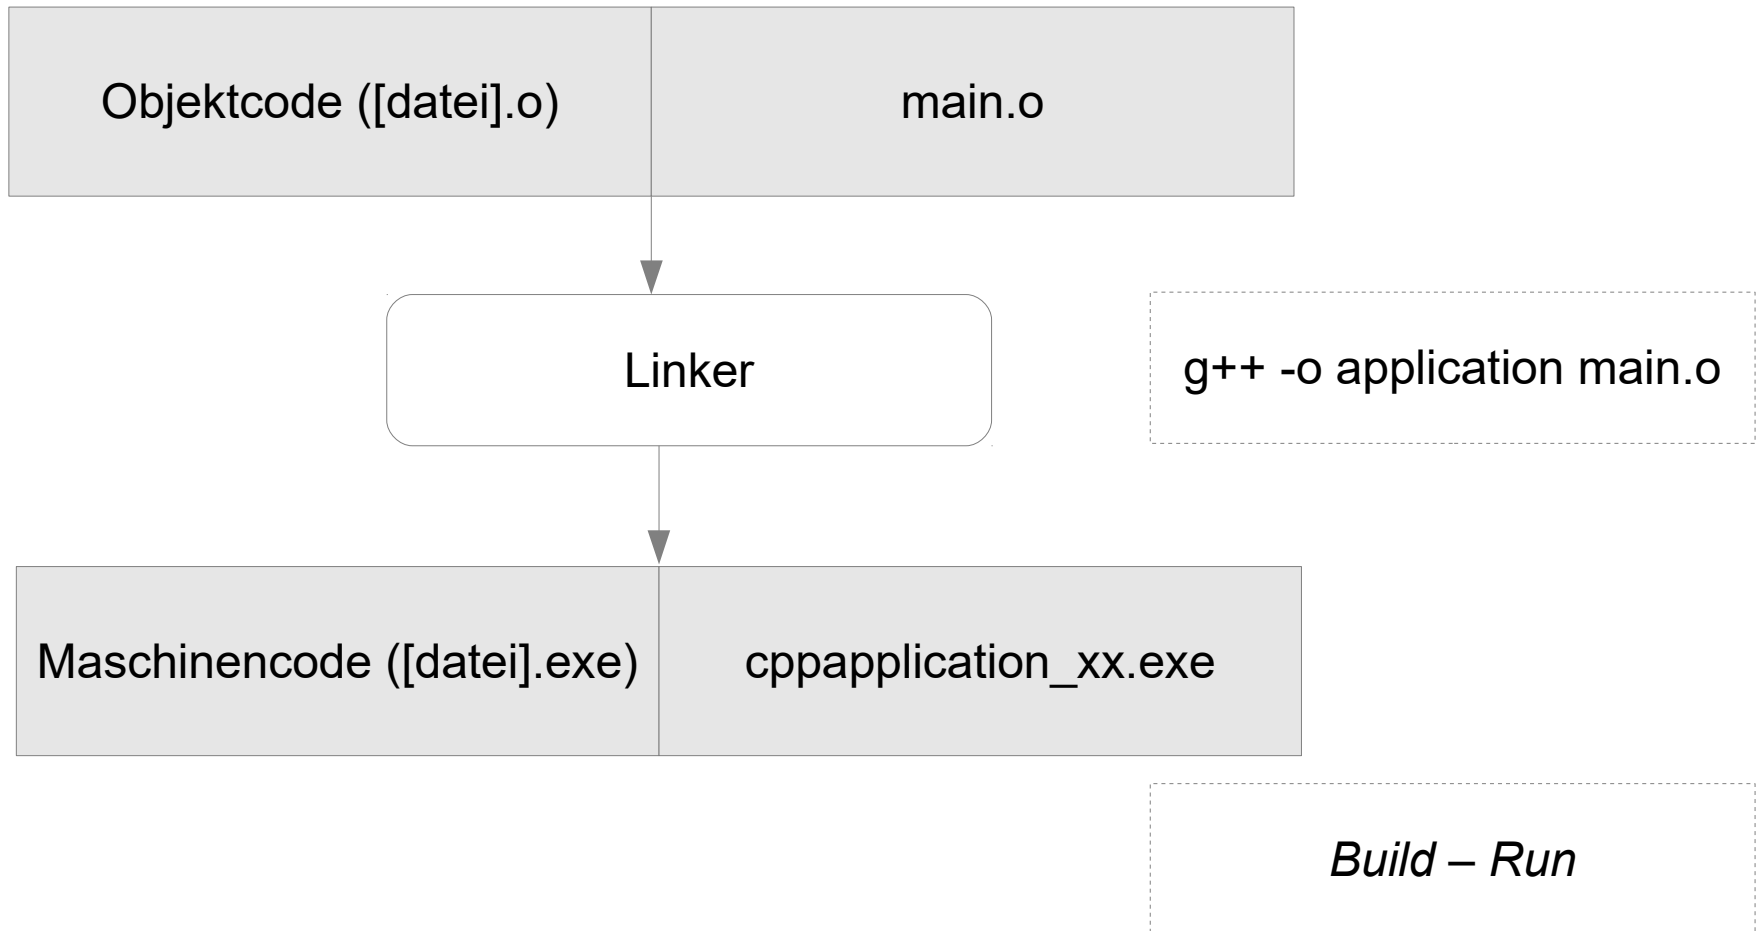 Objektcode ([datei].o)
main.o
Linker
g++ -o application main.o
Maschinencode ([datei].exe)
cppapplication_xx.exe
Build – Run